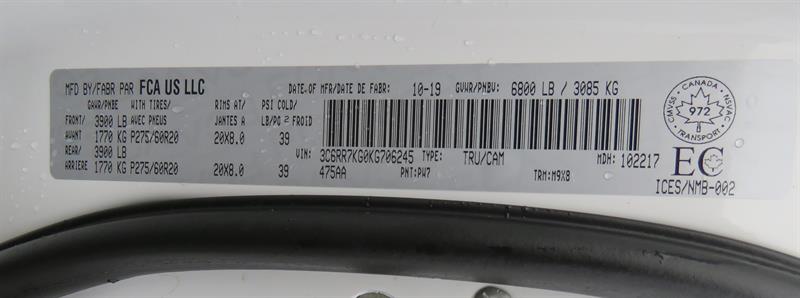 MFD BY/FABR PAR FCA US LLC DATE.OF MFR/DATE DE FABR: 10-19 GVWR/PNBV: 6800 LB / 3085 KG
GAWR/PNBE WITH TIRES/ RIMS AT/ PSI COLD/
FRONT/ 3900 LB AVEC PNEUS JANTES A LB/PO 2 FROID
AVANT 1770 KG P275/60R20 20X8.0 39
REAR/ 3900 LB
ARRIERE 1770 KG P275/60R20 20X8.0 39
VIN: 3C6RR7KG0KG706245 TYPE: TRU/CAM MDH: 102217
475AA PNT: PW7 TRM: M9X8
CANADA
CMVSS NSVAC
972
TRANSPORT
EC
ICES/NMB-002